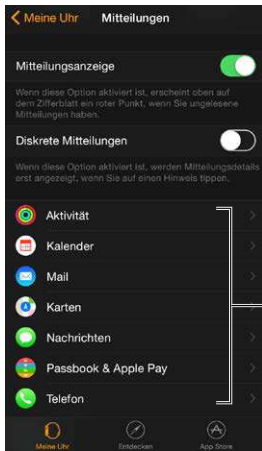 Meine Uhr Mitteilungen
Mitteilungsanzeige
Wenn diese Option aktiviert ist, erscheint oben auf
dem Zifferblatt ein roter Punkt, wenn Sie ungelesene
Mitteilungen haben.
Diskrete Mitteilungen
Wenn diese Option aktiviert ist, werden Mitteilungsdetails
erst angezeigt, wenn Sie auf einen Hinweis tippen.
Aktivität
Kalender
Mail
Karten
Nachrichten
Passbook & Apple Pay
Telefon
Meine Uhr Entdecken App Store